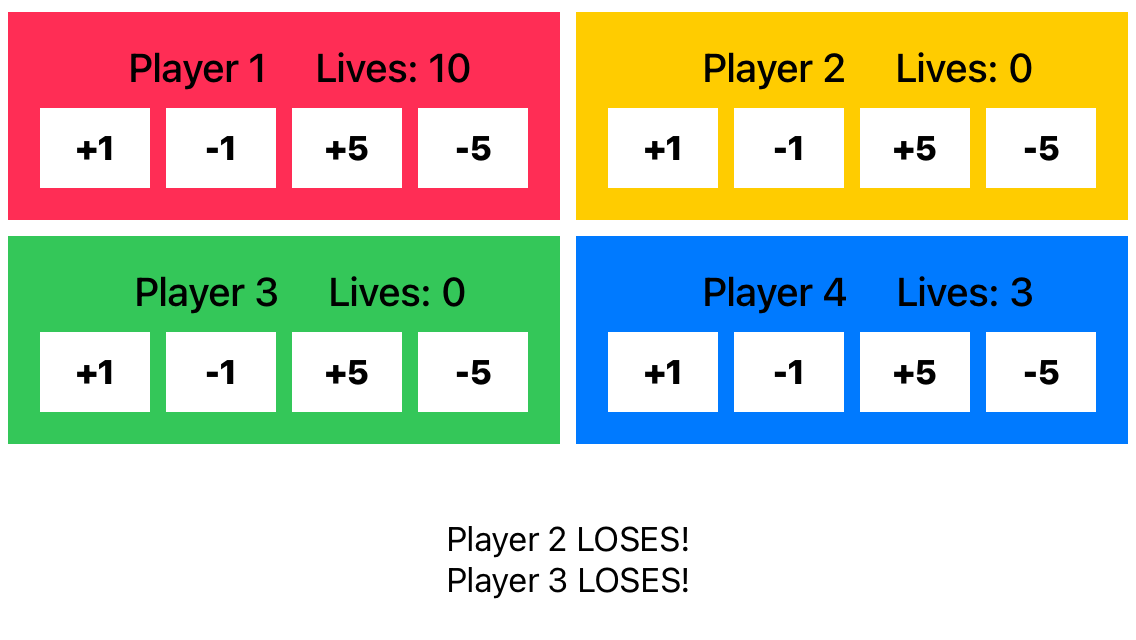 Player 1 Lives: 10
+1 -1 +5 -5
Player 2 Lives: 0
+1 -1 +5 -5
Player 3 Lives: 0
+1 -1 +5 -5
Player 4 Lives: 3
+1 -1 +5 -5
Player 2 LOSES!
Player 3 LOSES!